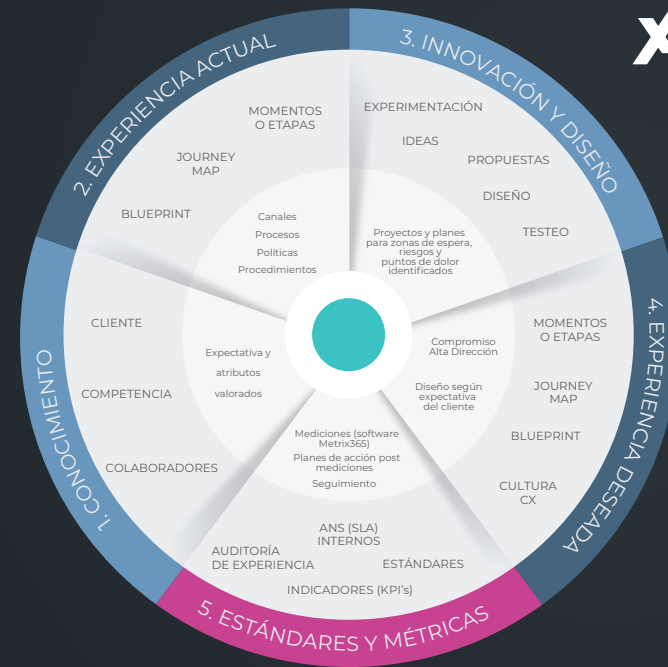 1. CONOCIMIENTO
CLIENTE
COMPETENCIA
COLABORADORES
Expectativa y
atributos
valorados
2. EXPERIENCIA ACTUAL
MOMENTOS
O ETAPAS
JOURNEY
MAP
BLUEPRINT
Canales
Procesos
Políticas
Procedimientos
3. INNOVACIÓN Y DISEÑO
EXPERIMENTACIÓN
IDEAS
PROPUESTAS
DISEÑO
TESTEO
Proyectos y planes
para zonas de espera,
riesgos y
puntos de dolor
identificados
4. EXPERIENCIA DESEADA
MOMENTOS
O ETAPAS
JOURNEY
MAP
BLUEPRINT
CULTURA
CX
Compromiso
Alta Dirección
Diseño según
expectativa
del cliente
5. ESTÁNDARES Y MÉTRICAS
Mediciones (software
Metrix365)
Planes de acción post
mediciones
Seguimiento
ANS (SLA)
INTERNOS
AUDITORÍA
DE EXPERIENCIA
ESTÁNDARES
INDICADORES (KPI's)